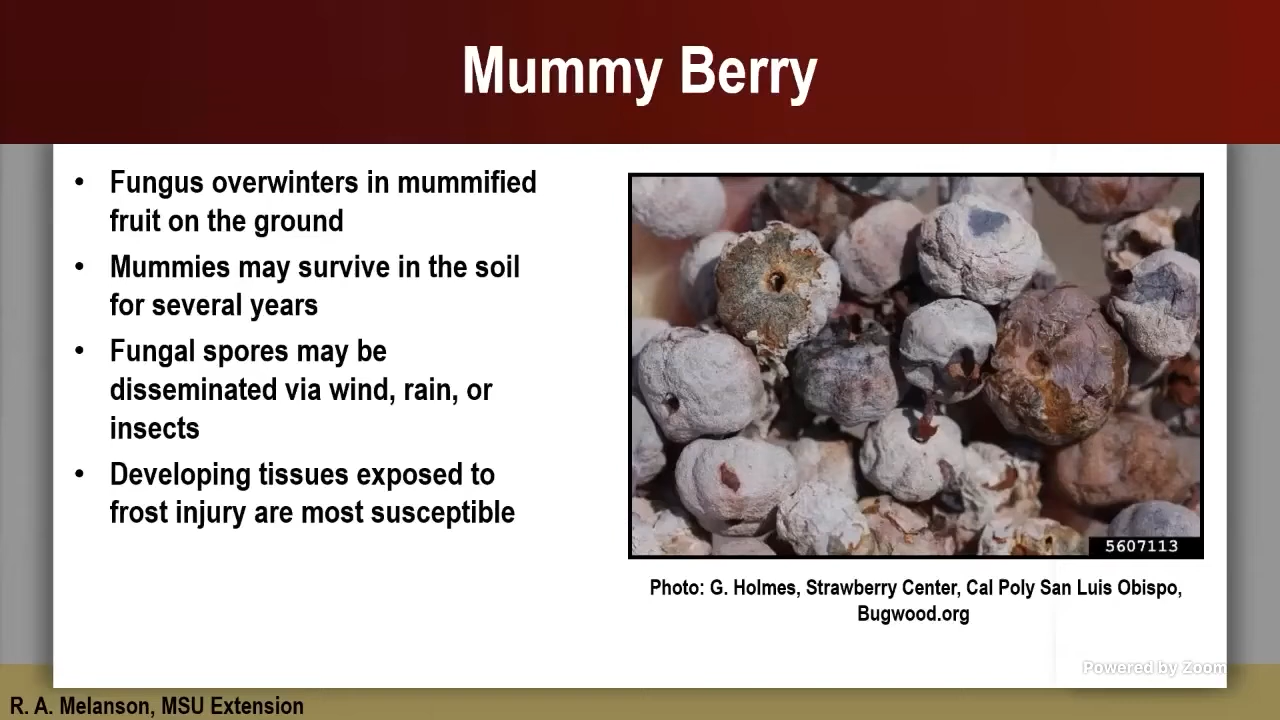 Mummy Berry
• Fungus overwinters in mummified
fruit on the ground
• Mummies may survive in the soil
for several years
• Fungal spores may be
disseminated via wind, rain, or
insects
• Developing tissues exposed to
frost injury are most susceptible
5607113
Photo: G. Holmes, Strawberry Center, Cal Poly San Luis Obispo,
Bugwood.org
Powered by Zoom
R. A. Melanson, MSU Extension